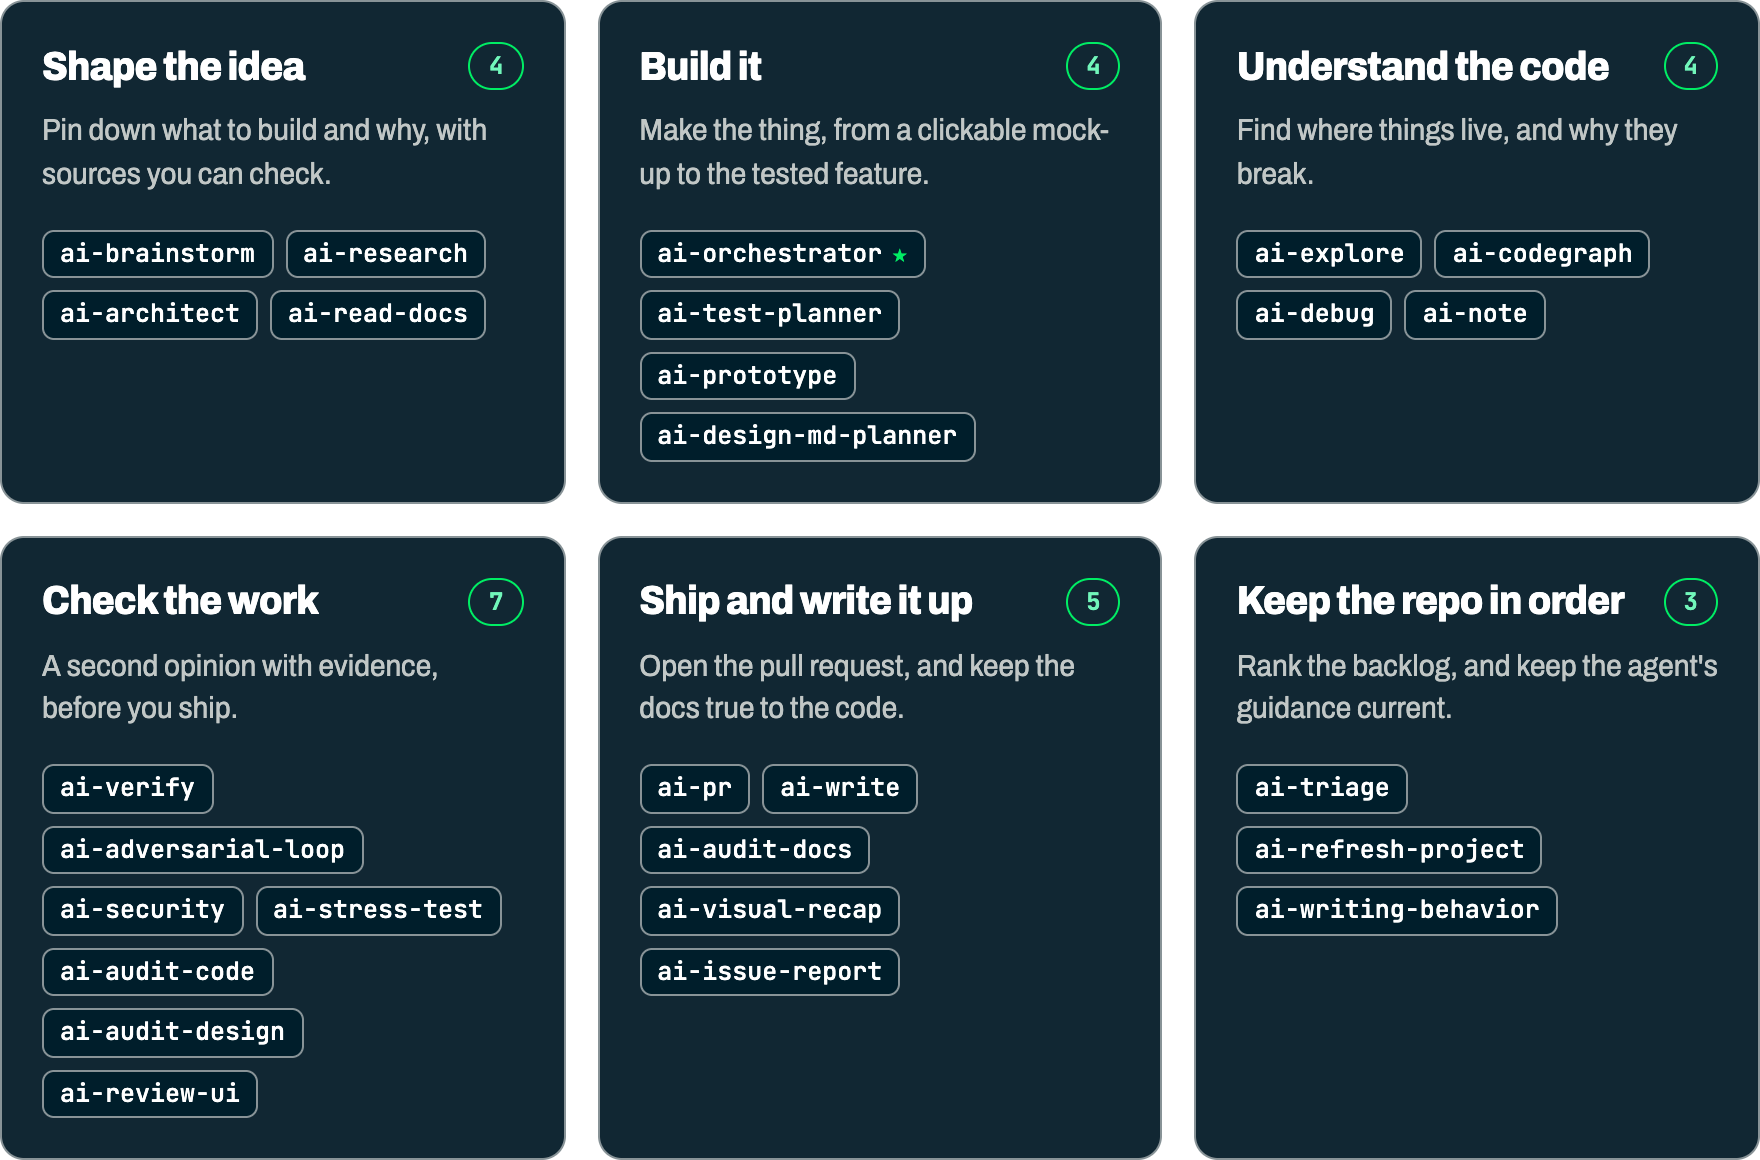 Shape the idea
4
Pin down what to build and why, with
sources you can check.
ai-brainstorm
ai-research
ai-architect
ai-read-docs
Build it
4
Make the thing, from a clickable mock-
up to the tested feature.
ai-orchestrator ★
ai-test-planner
ai-prototype
ai-design-md-planner
Understand the code
4
Find where things live, and why they
break.
ai-explore
ai-codegraph
ai-debug
ai-note
Check the work
7
A second opinion with evidence,
before you ship.
ai-verify
ai-adversarial-loop
ai-security
ai-stress-test
ai-audit-code
ai-audit-design
ai-review-ui
Ship and write it up
5
Open the pull request, and keep the
docs true to the code.
ai-pr
ai-write
ai-audit-docs
ai-visual-recap
ai-issue-report
Keep the repo in order
3
Rank the backlog, and keep the agent's
guidance current.
ai-triage
ai-refresh-project
ai-writing-behavior